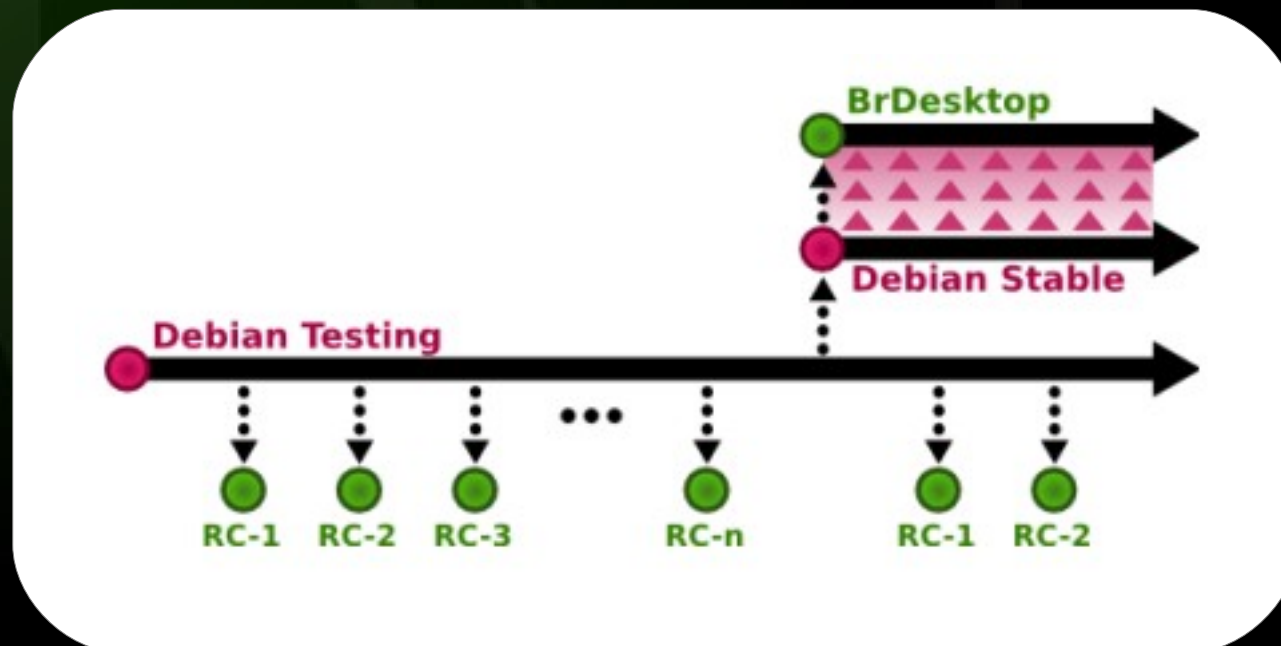 BrDesktop
Debian Stable
Debian Testing
...
RC-1 RC-2 RC-3 RC-n RC-1 RC-2